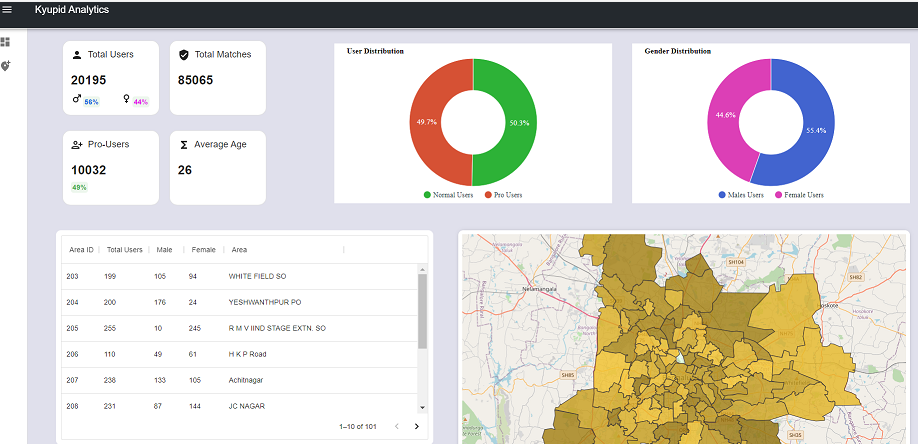 Kyupid Analytics
Total Users
20195
56%
44%
Total Matches
85065
Pro-Users
10032
49%
Average Age
26
User Distribution
49.7%
50.3%
Normal Users
Pro Users
Gender Distribution
44.6%
55.4%
Males Users
Female Users
Area ID Total Users Male Female Area
203 199 105 94 WHITE FIELD SO
204 200 176 24 YESHWANTHPUR PO
205 255 10 245 R M V IIND STAGE EXTN. SO
206 110 49 61 H K P Road
207 238 133 105 Achitnagar
208 231 87 144 JC NAGAR
1–10 of 101
Nelamangala
SH104
SH82
Hoskote
SH85
SH35